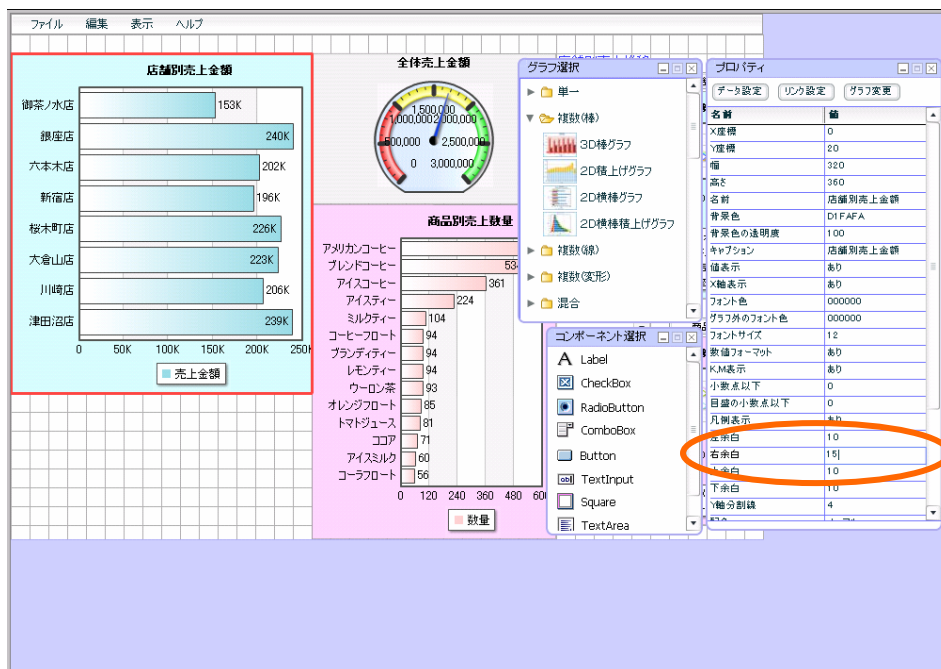 ファイル 編集 表示 ヘルプ
店舗別売上金額
御茶ノ水店 153K
銀座店 240K
六本木店 202K
新宿店 196K
桜木町店 226K
大倉山店 223K
川崎店 206K
津田沼店 239K
0 50K 100K 150K 200K 250K
売上金額
全体売上金額
1,500,000
1,000,000 2,000,000
500,000 2,500,000
0 3,000,000
商品別売上数量
アメリカンコーヒー
ブレンドコーヒー
アイスコーヒー 361
アイスティー 224
ミルクティー 104
コーヒーフロート 94
ブランディティー 94
レモンティー 94
ウーロン茶 93
オレンジフロート 85
トマトジュース 81
ココア 71
アイスミルク 60
コーラフロート 56
0 120 240 360 480
数量
グラフ選択
単一
複数(棒)
3D棒グラフ
2D積上げグラフ
2D横棒グラフ
2D横棒積上げグラフ
複数(線)
複数(変形)
混合
コンポーネント選択
Label
CheckBox
RadioButton
ComboBox
Button
TextInput
Square
TextArea
プロパティ
データ設定 リンク設定 グラフ変更
名前 値
X座標 0
Y座標 20
幅 320
高さ 360
名前 店舗別売上金額
背景色 D1FAFA
背景色の透明度 100
キャプション 店舗別売上金額
値表示 あり
X軸表示 あり
フォント色 000000
グラフ外のフォント色 000000
フォントサイズ 12
数値フォーマット あり
K,M表示 あり
小数点以下 0
目盛の小数点以下 0
凡例表示 あり
左余白 10
右余白 15
上余白 10
下余白 10
Y軸分割線 4